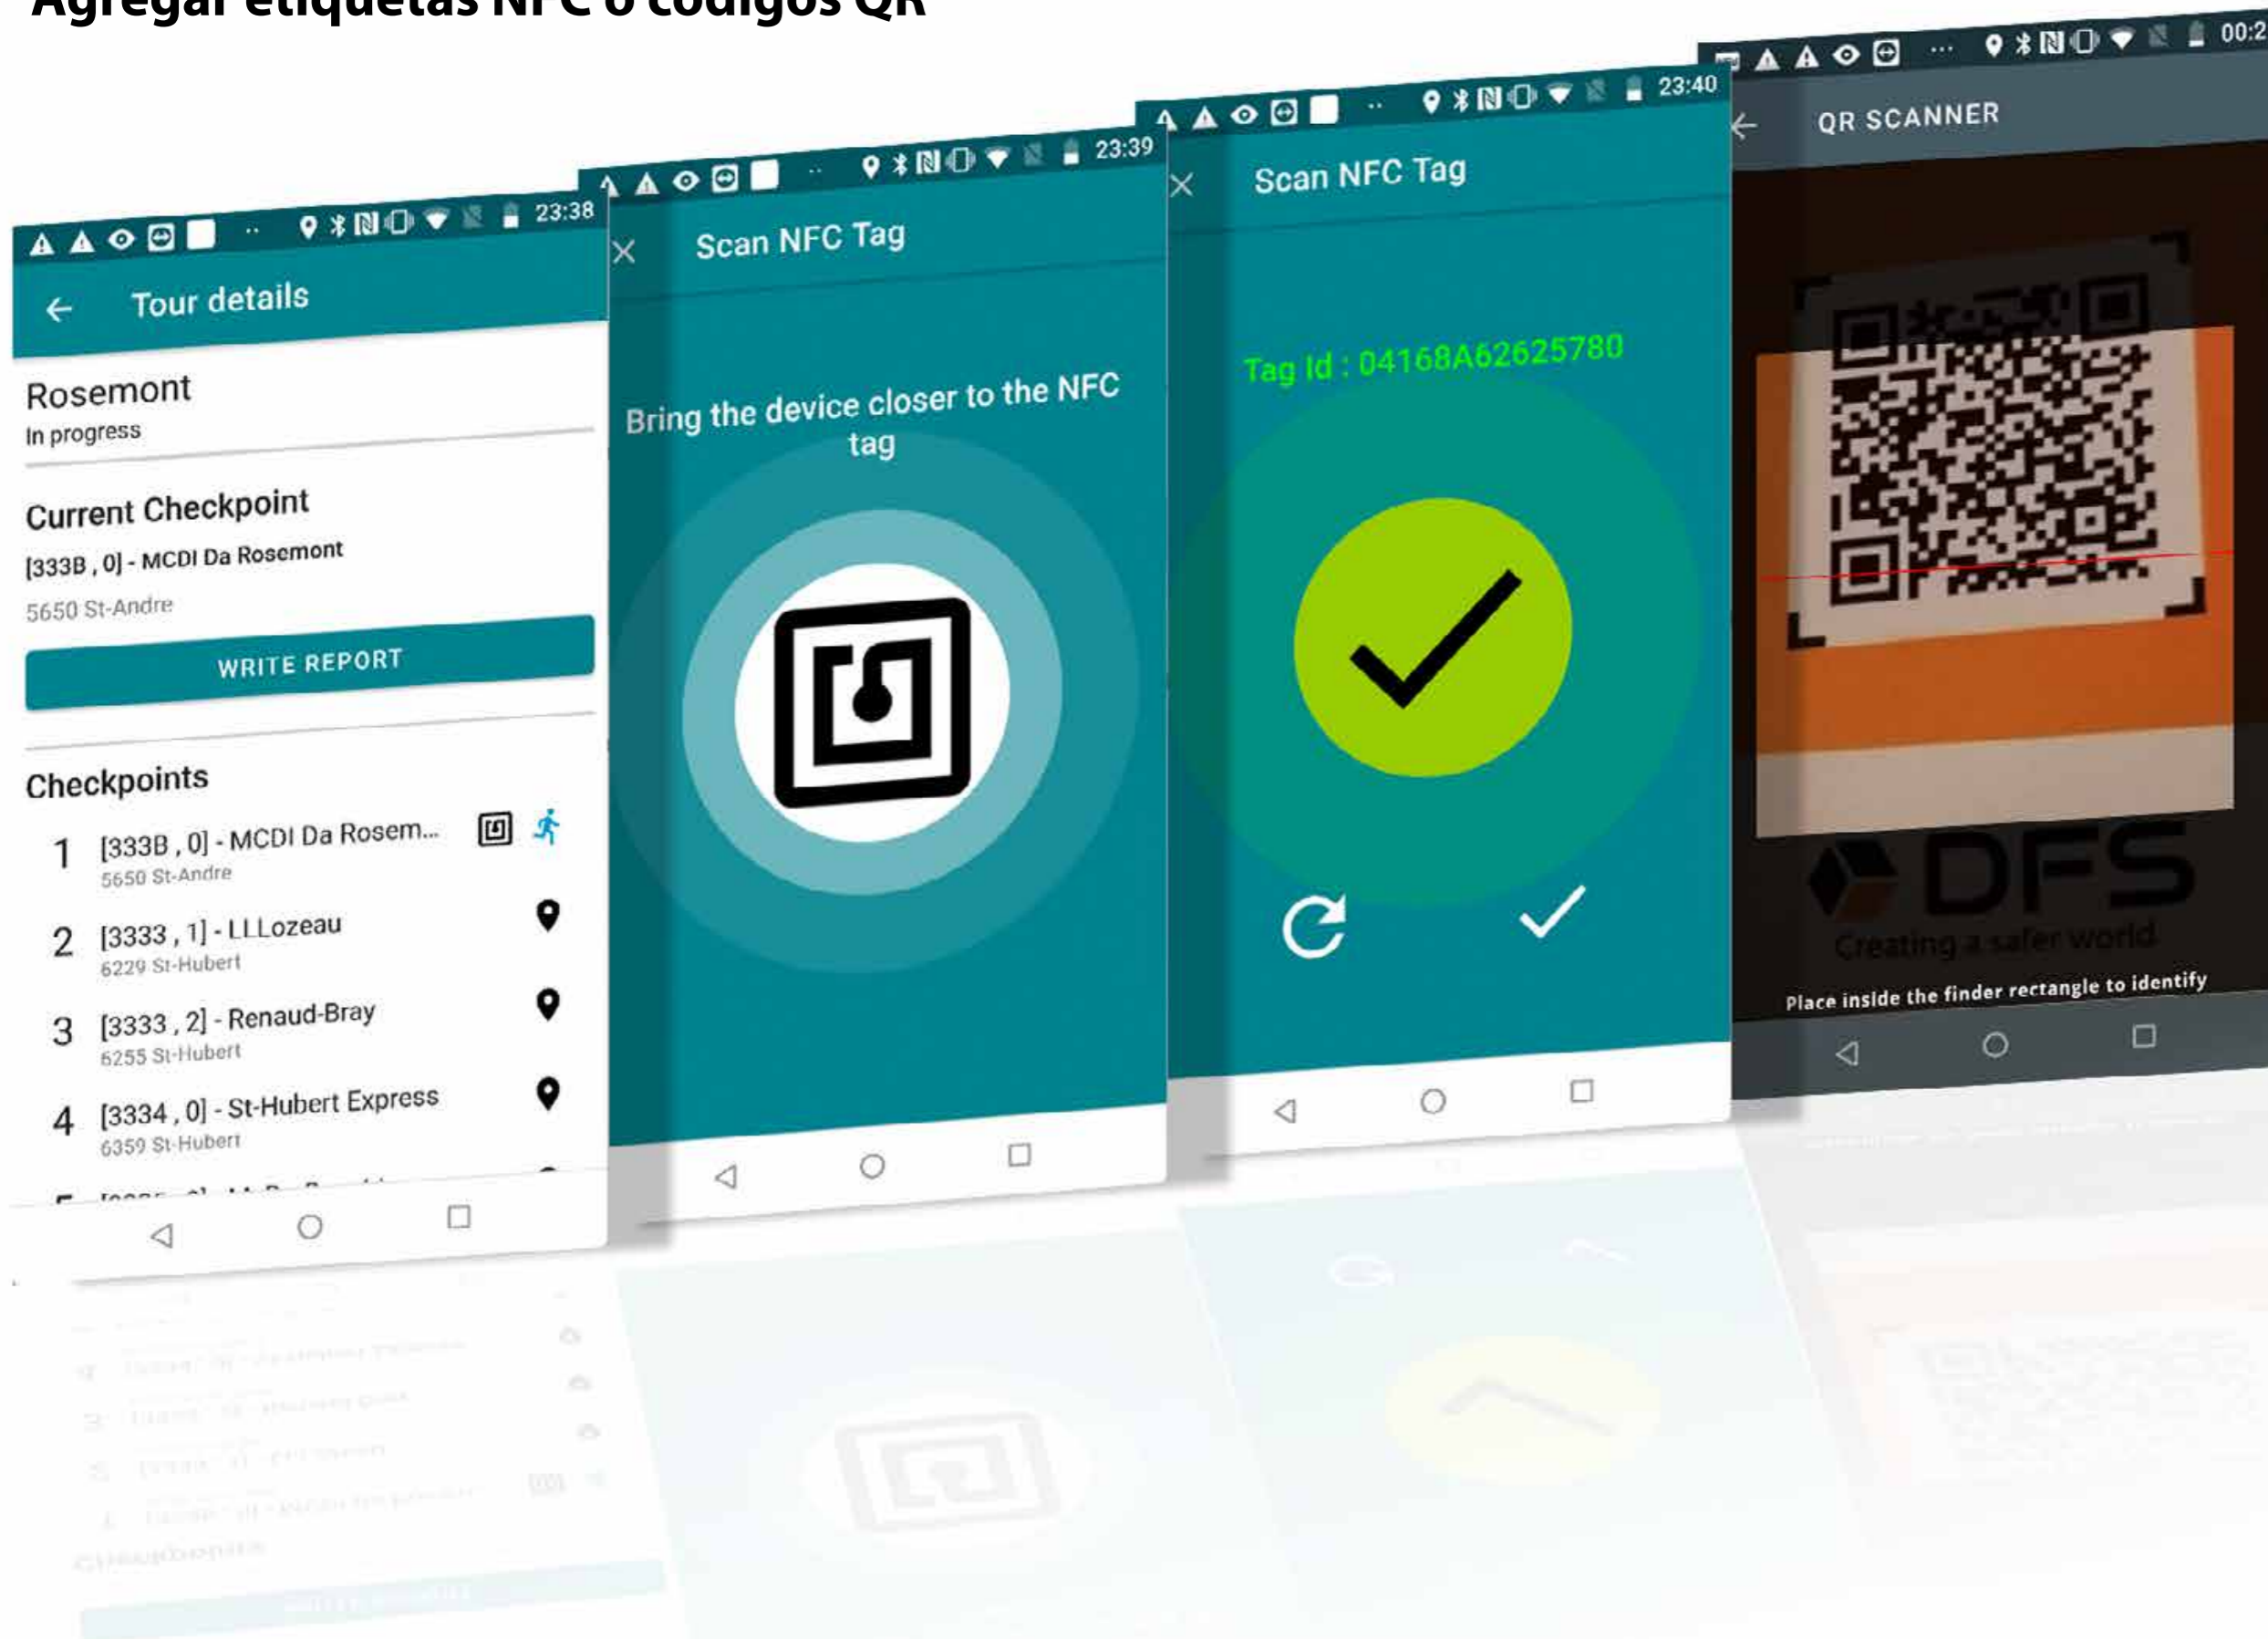 Agregar etiquetas NFC o códigos QR
23:38
Tour details
Rosemont
In progress
Current Checkpoint
[333B , 0] - MCDI Da Rosemont
5650 St-Andre
WRITE REPORT
Checkpoints
1 [333B , 0] - MCDI Da Rosem...
5650 St-Andre
2 [3333 , 1] - LLLozeau
6229 St-Hubert
3 [3333 , 2] - Renaud-Bray
6255 St-Hubert
4 [3334 , 0] - St-Hubert Express
6359 St-Hubert
23:39
Scan NFC Tag
Bring the device closer to the NFC
tag
23:40
Scan NFC Tag
Tag Id : 04168A62625780
00:2
QR SCANNER
DFS
Creating a safer world
Place inside the finder rectangle to identify